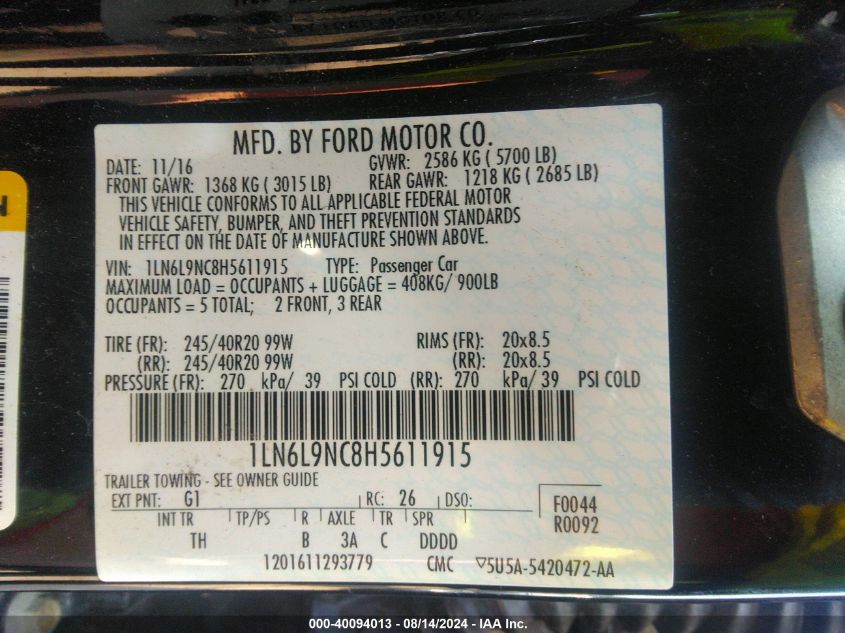 BY FORD MOTOR CO.
MFD. BY FORD MOTOR CO.
DATE: 11/16 GVWR: 2586 KG ( 5700 LB)
FRONT GAWR: 1368 KG ( 3015 LB) REAR GAWR: 1218 KG ( 2685 LB)
THIS VEHICLE CONFORMS TO ALL APPLICABLE FEDERAL MOTOR
VEHICLE SAFETY, BUMPER, AND THEFT PREVENTION STANDARDS
IN EFFECT ON THE DATE OF MANUFACTURE SHOWN ABOVE.
VIN: 1LN6L9NC8H5611915 TYPE: Passenger Car
MAXIMUM LOAD = OCCUPANTS + LUGGAGE = 408KG/ 900LB
OCCUPANTS = 5 TOTAL; 2 FRONT, 3 REAR
TIRE (FR): 245/40R20 99W RIMS (FR): 20x8.5
(RR): 245/40R20 99W (RR): 20x8.5
PRESSURE (FR): 270 kPa/ 39 PSI COLD (RR): 270 kPa/ 39 PSI COLD
1LN6L9NC8H5611915
TRAILER TOWING - SEE OWNER GUIDE
EXT PNT: G1 RC: 26 DSO:
F0044
R0092
INT TR TP/PS R AXLE TR SPR
TH B 3A C DDDD
1201611293779 CMC ▽5U5A-5420472-AA
000-40094013 - 08/14/2024 - IAA Inc.